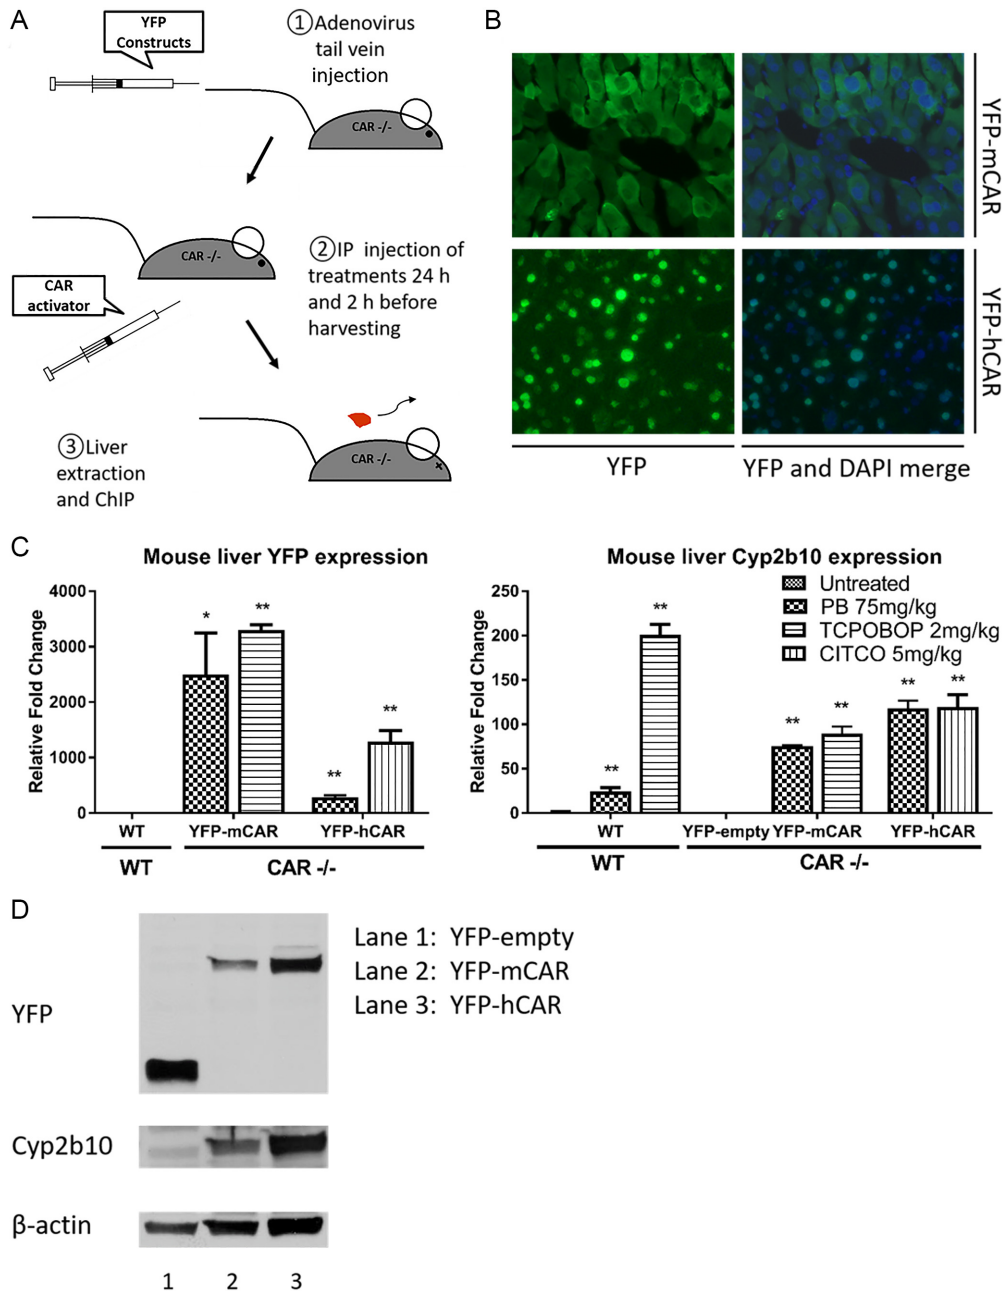 A
YFP
Constructs
①Adenovirus
tail vein
injection
CAR -/-
CAR -/-
CAR
activator
②IP injection of
treatments 24 h
and 2 h before
harvesting
③Liver
extraction
and ChIP
CAR -/-
B
YFP-mCAR
YFP-hCAR
YFP
YFP and DAPI merge
C
Mouse liver YFP expression
Relative Fold Change
4000
3000
2000
1000
0
*
**
**
**
WT
YFP-mCAR
YFP-hCAR
WT
CAR -/-
Mouse liver Cyp2b10 expression
Relative Fold Change
250
200
150
100
50
0
Untreated
PB 75mg/kg
TCPOBOP 2mg/kg
CITCO 5mg/kg
**
**
**
**
**
**
WT
YFP-empty
YFP-mCAR
YFP-hCAR
WT
CAR -/-
D
YFP
Cyp2b10
β-actin
1 2 3
Lane 1: YFP-empty
Lane 2: YFP-mCAR
Lane 3: YFP-hCAR